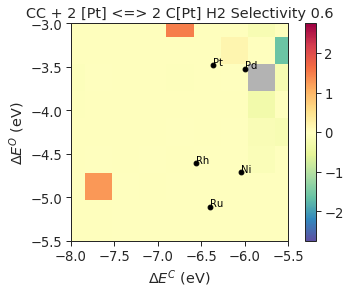 CC + 2 [Pt] <=> 2 C[Pt] H2 Selectivity 0.6
−3.0
−3.5
−4.0
−4.5
−5.0
−5.5
ΔE^O (eV)
Pt
Pd
Rh
Ni
Ru
−8.0 −7.5 −7.0 −6.5 −6.0 −5.5
ΔE^C (eV)
2
1
0
−1
−2